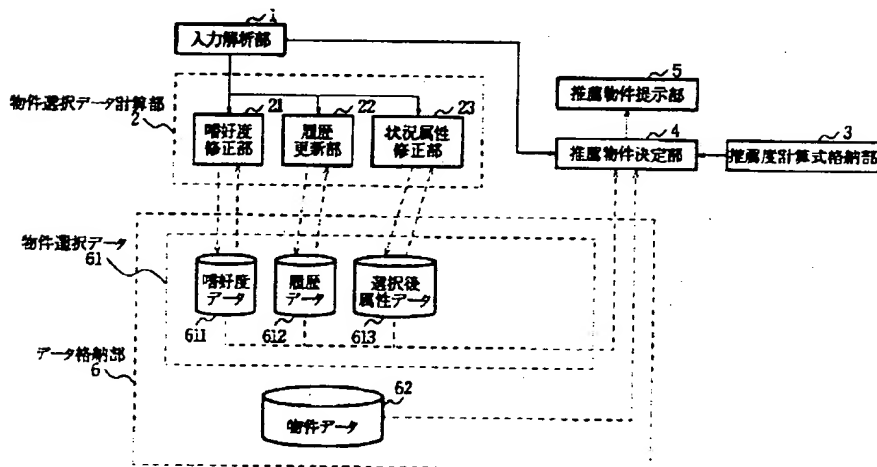 1
入力解析部
物件選択データ計算部
2
21
嗜好度
修正部
22
履歴
更新部
23
状況属性
修正部
5
推薦物件提示部
4
推薦物件決定部
3
推薦度計算式格納部
物件選択データ
61
嗜好度
データ
611
履歴
データ
612
選択後
属性データ
613
データ格納部
6
62
物件データ